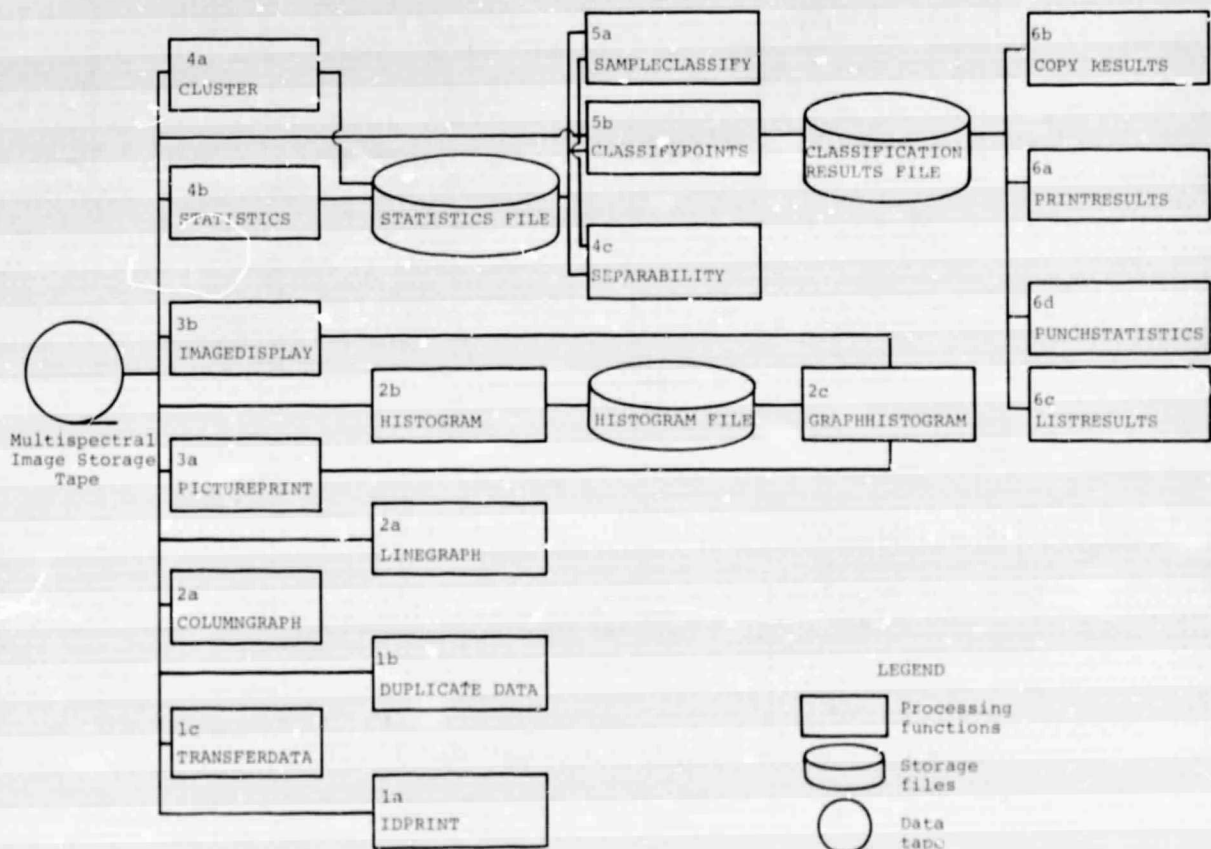 4a
CLUSTER
4b
STATISTICS
STATISTICS FILE
5a
SAMPLECLASSIFY
5b
CLASSIFYPOINTS
4c
SEPARABILITY
CLASSIFICATION
RESULTS FILE
6b
COPY RESULTS
6a
PRINTRESULTS
6d
PUNCHSTATISTICS
6c
LISTRESULTS
Multispectral
Image Storage
Tape
3b
IMAGEDISPLAY
2b
HISTOGRAM
HISTOGRAM FILE
2c
GRAPHHISTOGRAM
3a
PICTUREPRINT
2a
LINEGRAPH
2a
COLUMNGRAPH
1b
DUPLICATE DATA
1c
TRANSFERDATA
1a
IDPRINT
LEGEND
Processing
functions
Storage
files
Data
tape